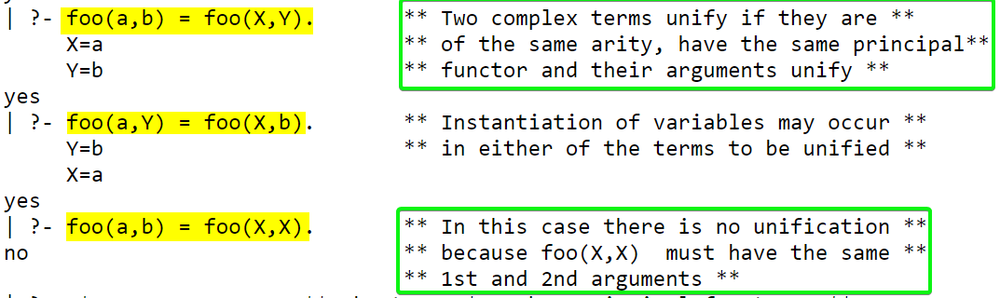 | ?- foo(a,b) = foo(X,Y). ** Two complex terms unify if they are **
X=a ** of the same arity, have the same principal**
Y=b ** functor and their arguments unify **
yes
| ?- foo(a,Y) = foo(X,b). ** Instantiation of variables may occur **
Y=b ** in either of the terms to be unified **
X=a
yes
| ?- foo(a,b) = foo(X,X). ** In this case there is no unification **
no ** because foo(X,X) must have the same **
** 1st and 2nd arguments **